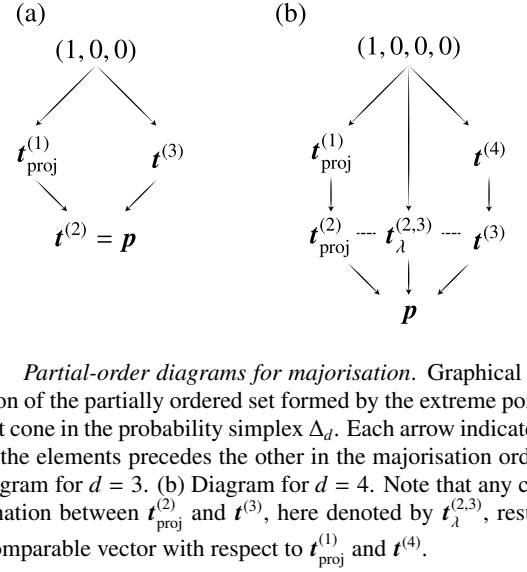 (a)
(b)
(1, 0, 0)
(1, 0, 0, 0)
t_proj^(1)
t^(3)
t^(2) = p
t_proj^(1)
t^(4)
t_proj^(2) ---- t_λ^(2,3) ---- t^(3)
p
Partial-order diagrams for majorisation. Graphical
on of the partially ordered set formed by the extreme poi
t cone in the probability simplex Δ_d. Each arrow indicate
the elements precedes the other in the majorisation ord
gram for d = 3. (b) Diagram for d = 4. Note that any c
nation between t_proj^(2) and t^(3), here denoted by t_λ^(2,3), resu
comparable vector with respect to t_proj^(1) and t^(4).